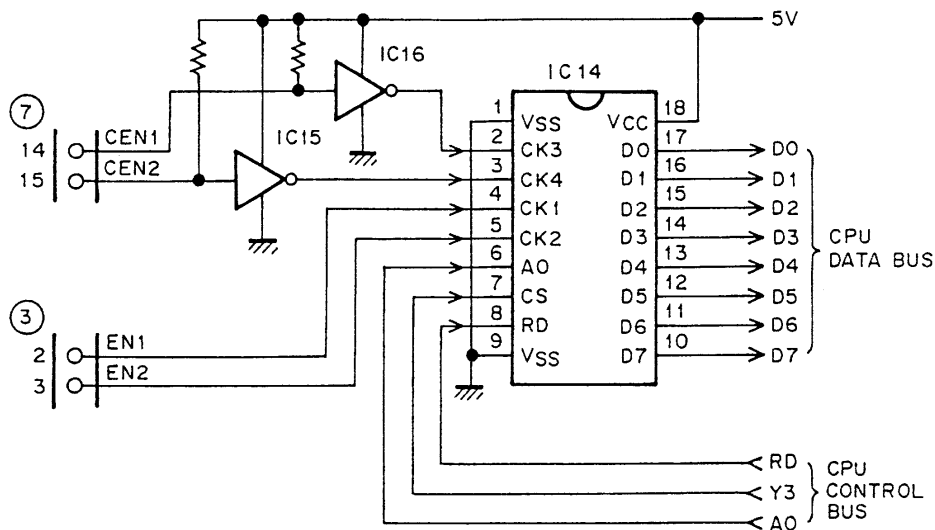 5V
IC16
IC14
7
IC15
14 CEN1
15 CEN2
1 VSS VCC 18
2 CK3 D0 17 D0
3 CK4 D1 16 D1
4 CK1 D2 15 D2
5 CK2 D3 14 D3
6 A0 D4 13 D4
7 CS D5 12 D5
8 RD D6 11 D6
9 VSS D7 10 D7
CPU
DATA BUS
3
2 EN1
3 EN2
RD
Y3
A0
CPU
CONTROL
BUS